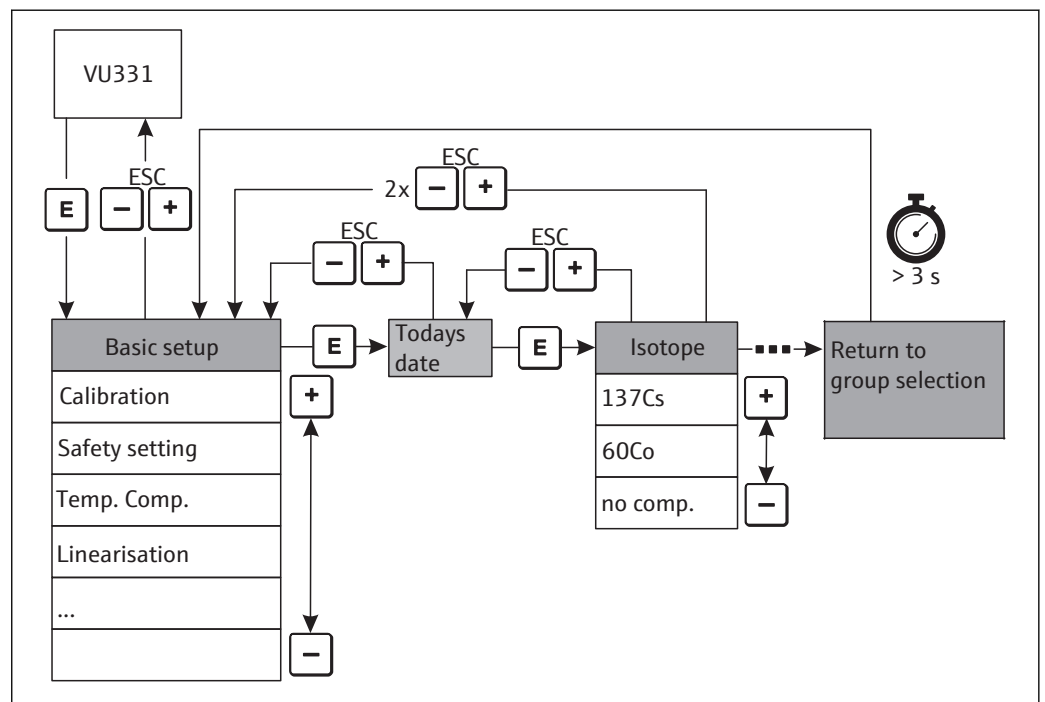 VU331
ESC
E
− +
ESC
2x − +
ESC
− +
ESC
− +
> 3 s
Basic setup
E
Todays
date
E
Isotope
Return to
group selection
Calibration
+
137Cs
+
Safety setting
60Co
Temp. Comp.
no comp.
−
Linearisation
...
−